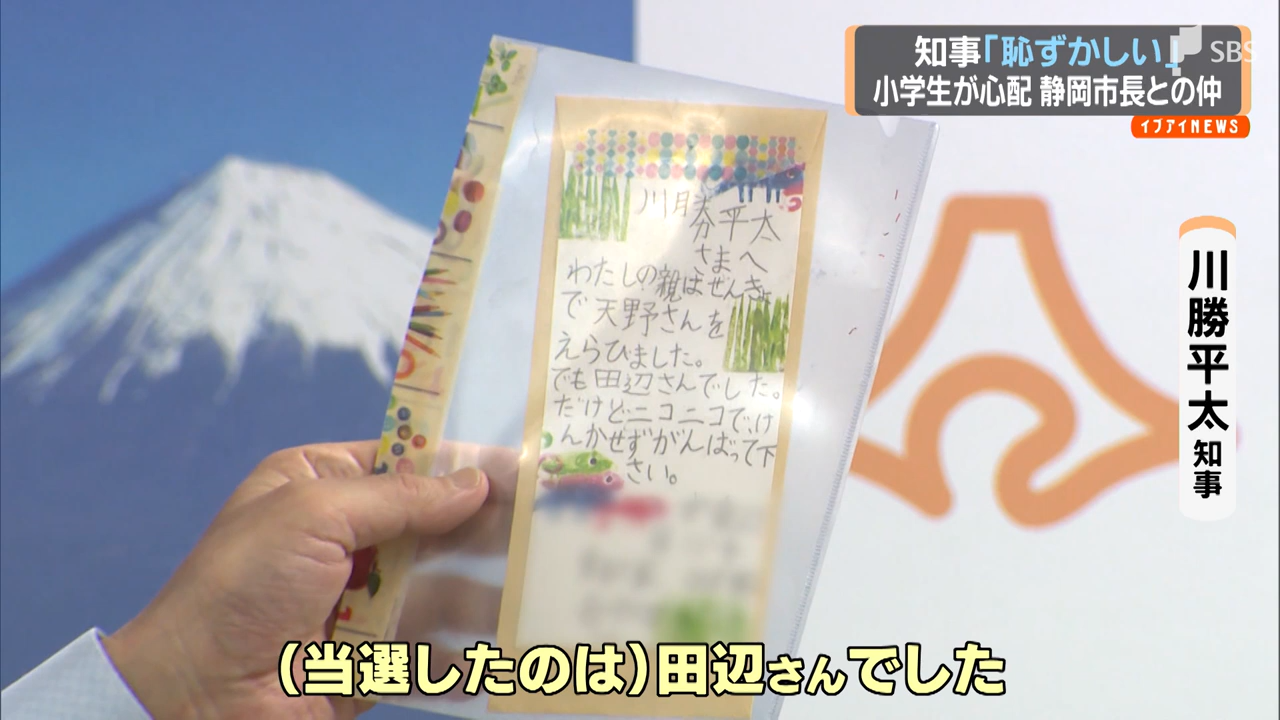 知事「恥ずかしい」
SBS
小学生が心配 静岡市長との仲
イブアイNEWS
川勝平太知事
川勝平太
さまへ
わたしの親はせんきょ
で天野さんを
えらびました。
でも田辺さんでした。
だけどニコニコで、け
んかせずがんばって下
さい。
(当選したのは)田辺さんでした